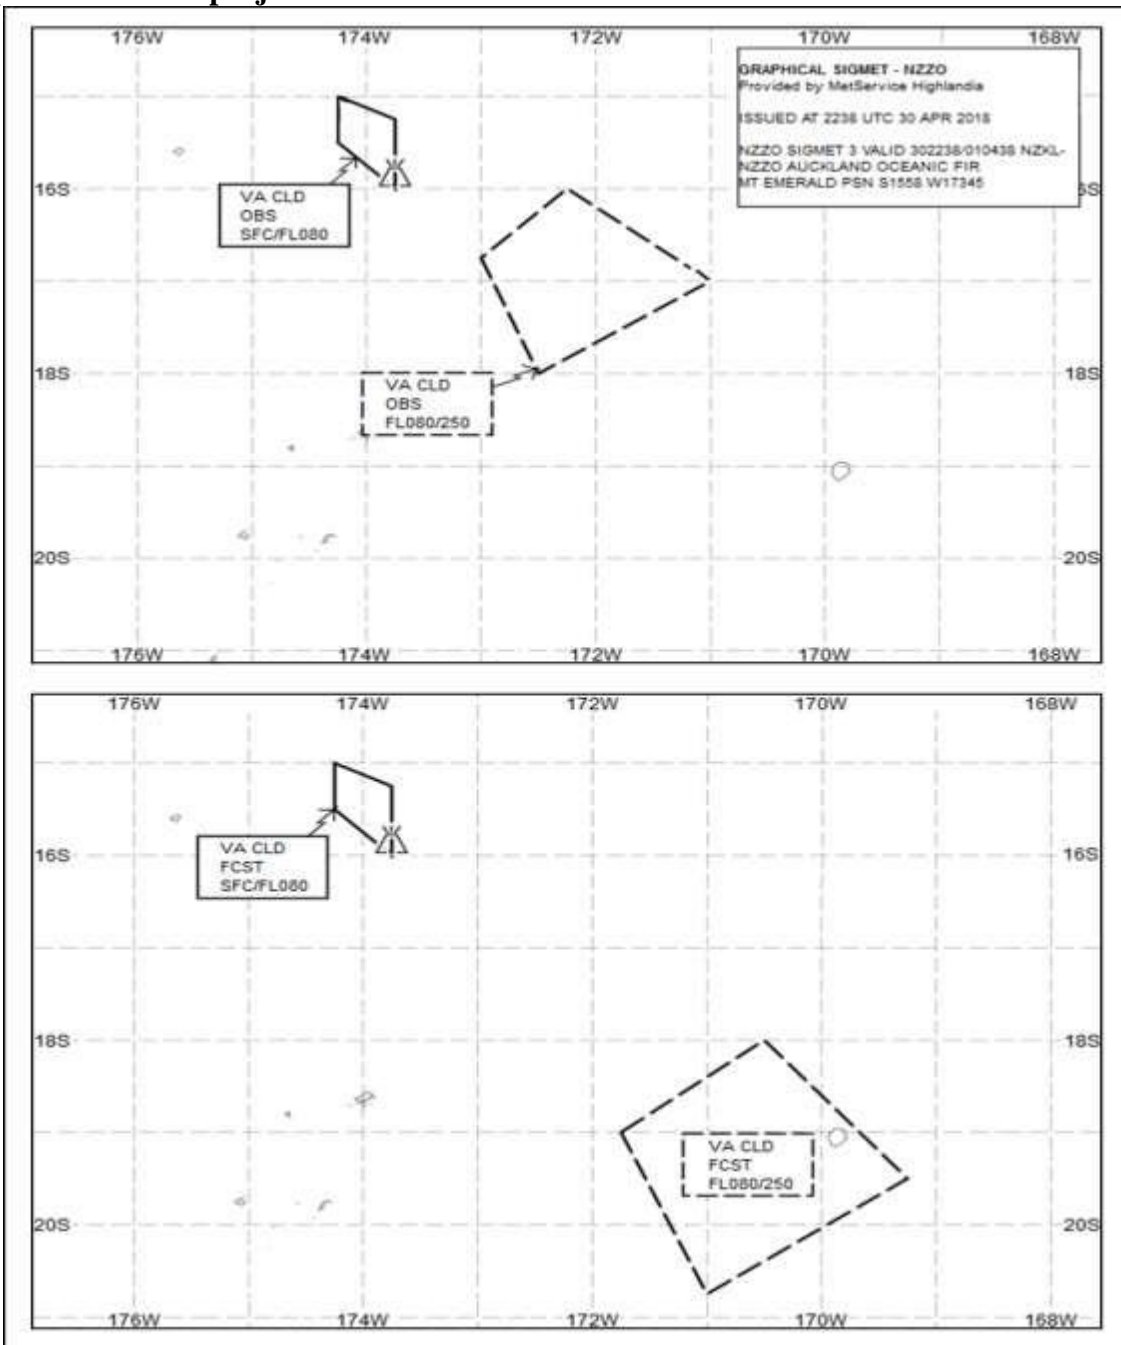 176W 174W 172W 170W 168W
GRAPHICAL SIGMET - NZZO
Provided by MetService Highlandia
ISSUED AT 2238 UTC 30 APR 2018
NZZO SIGMET 3 VALID 302238/010438 NZKL-
NZZO AUCKLAND OCEANIC FIR
MT EMERALD PSN S1558 W17345
16S 6S
VA CLD
OBS
SFC/FL080
18S 18S
VA CLD
OBS
FL080/250
20S 20S
176W 174W 172W 170W 168W
176W 174W 172W 170W 168W
VA CLD
FCST
SFC/FL080
16S 16S
18S 18S
VA CLD
FCST
FL080/250
20S 20S
176W 174W 172W 170W 168W